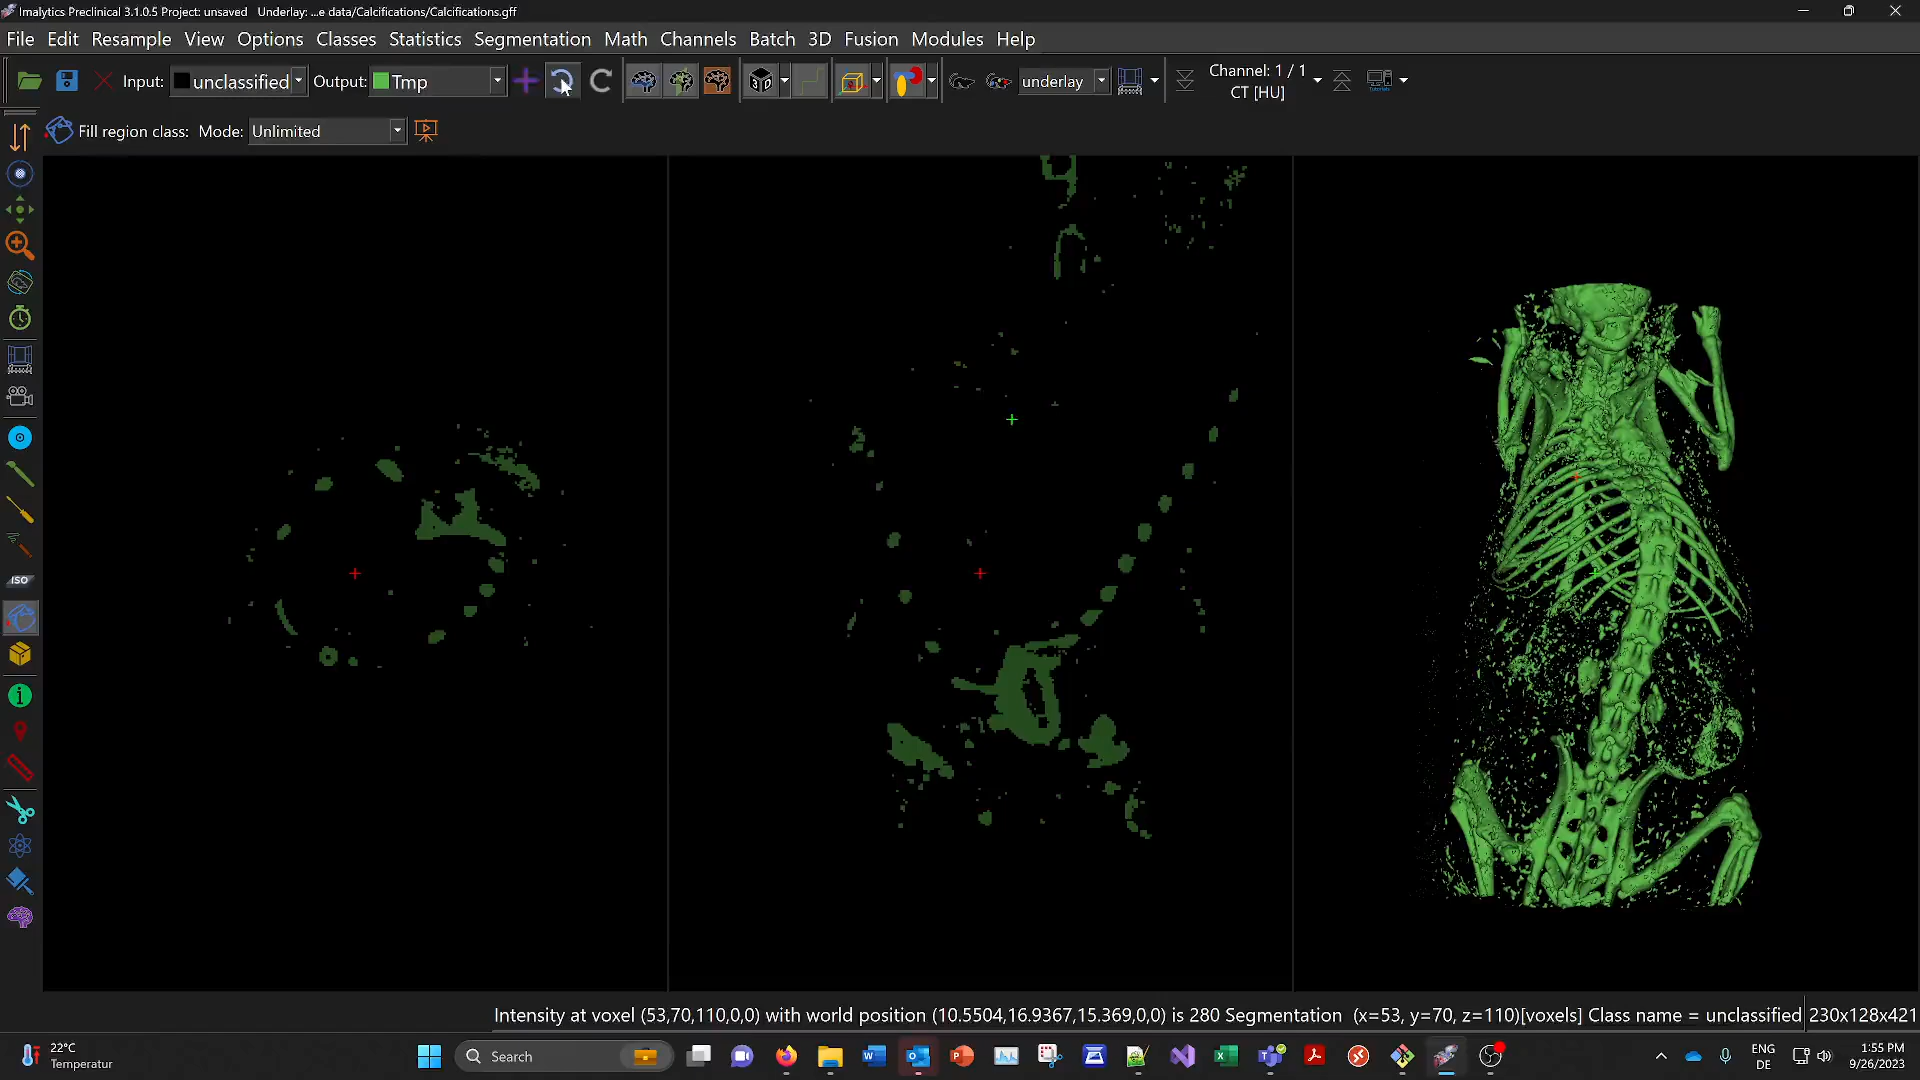 Imalytics Preclinical 3.1.0.5 Project: unsaved   Underlay: ...e data/Calcifications/Calcifications.gff
File Edit Resample View Options Classes Statistics Segmentation Math Channels Batch 3D Fusion Modules Help
Input: unclassified Output: Tmp 3D underlay Channel: 1 / 1
CT [HU]
Tutorials
Fill region class: Mode: Unlimited
ISO
Intensity at voxel (53,70,110,0,0) with world position (10.5504,16.9367,15.369,0,0) is 280 Segmentation (x=53, y=70, z=110)[voxels] Class name = unclassified 230x128x421
22°C
Temperatur
Search
ENG
DE
1:55 PM
9/26/2023